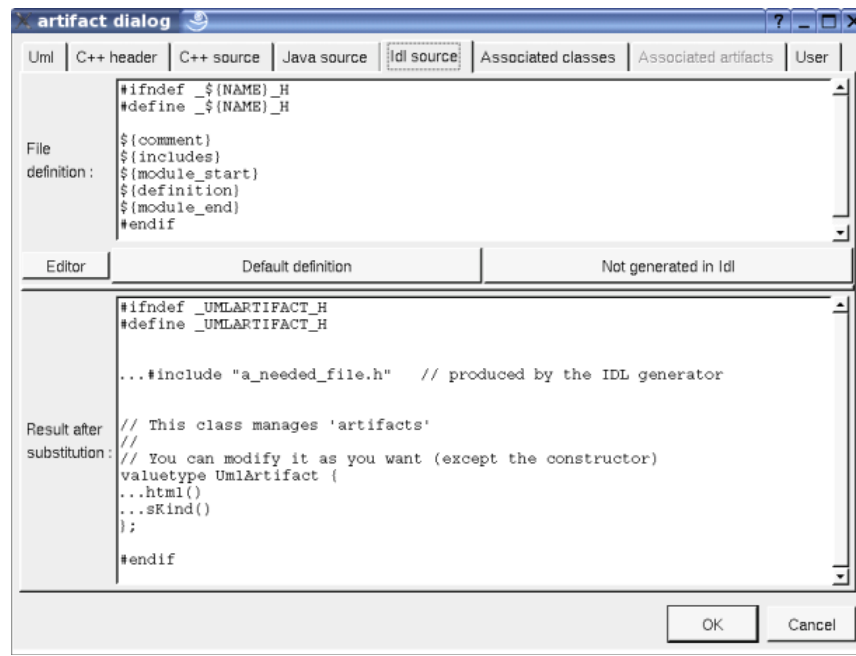 artifact dialog
Uml C++ header C++ source Java source Idl source Associated classes Associated artifacts User
File
definition :
#ifndef _${NAME}_H
#define _${NAME}_H
${comment}
${includes}
${module_start}
${definition}
${module_end}
#endif
Editor Default definition Not generated in Idl
Result after
substitution :
#ifndef _UMLARTIFACT_H
#define _UMLARTIFACT_H
...#include "a_needed_file.h" // produced by the IDL generator
// This class manages 'artifacts'
//
// You can modify it as you want (except the constructor)
valuetype UmlArtifact {
...html()
...sKind()
};
#endif
OK Cancel